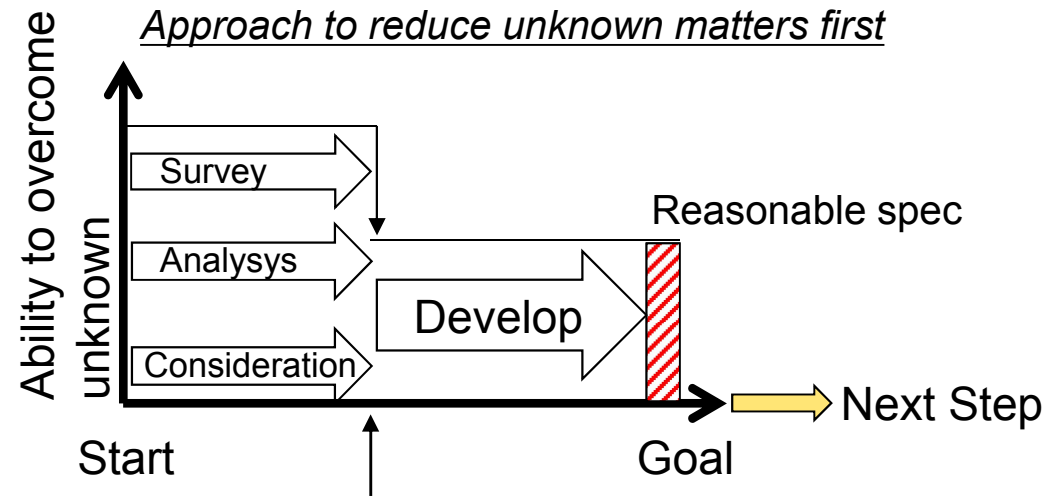 Approach to reduce unknown matters first
Ability to overcome
unknown
Survey
Analysys
Consideration
Develop
Reasonable spec
Next Step
Start
Goal